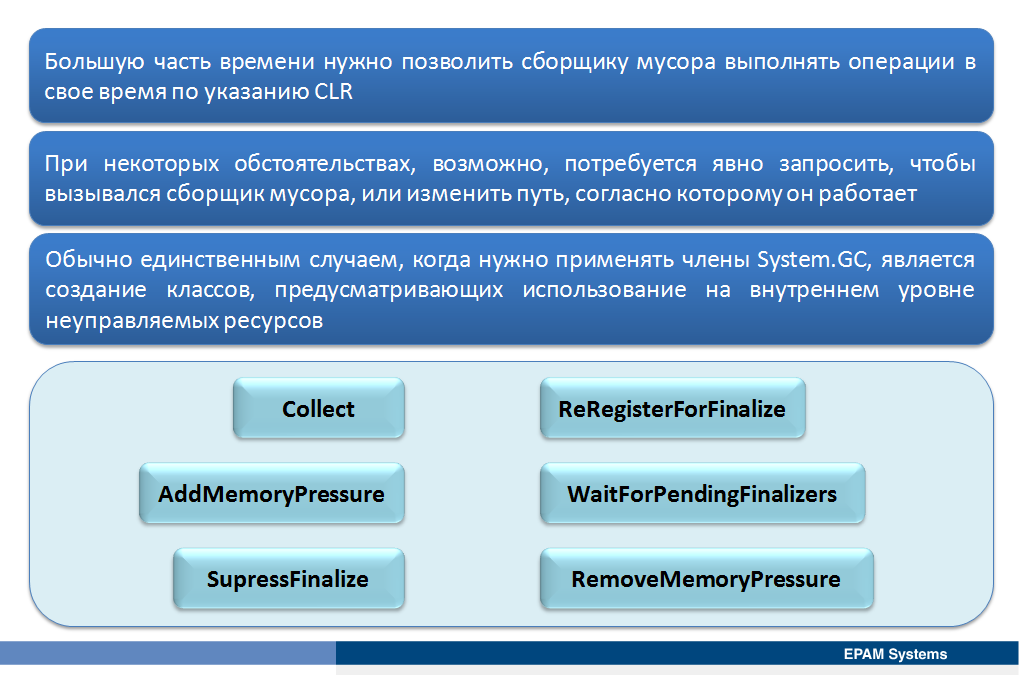 Большую часть времени нужно позволить сборщику мусора выполнять операции в
свое время по указанию CLR
При некоторых обстоятельствах, возможно, потребуется явно запросить, чтобы
вызывался сборщик мусора, или изменить путь, согласно которому он работает
Обычно единственным случаем, когда нужно применять члены System.GC, является
создание классов, предусматривающих использование на внутреннем уровне
неуправляемых ресурсов
Collect
ReRegisterForFinalize
AddMemoryPressure
WaitForPendingFinalizers
SupressFinalize
RemoveMemoryPressure
EPAM Systems